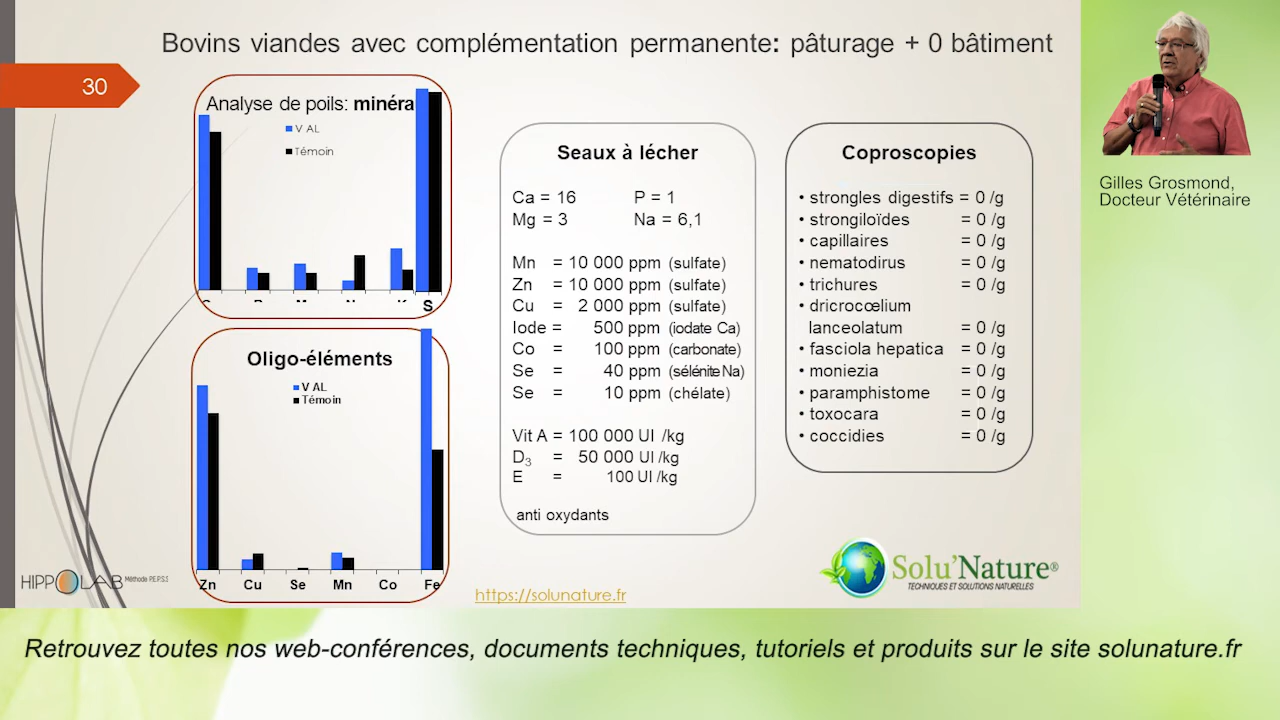 Bovins viandes avec complémentation permanente: pâturage + 0 bâtiment
30
Analyse de poils: minéra
V AL
Témoin
S
Oligo-éléments
V AL
Témoin
Zn Cu Se Mn Co Fe
Seaux à lécher
Ca = 16 P = 1
Mg = 3 Na = 6,1
Mn = 10 000 ppm (sulfate)
Zn = 10 000 ppm (sulfate)
Cu = 2 000 ppm (sulfate)
Iode = 500 ppm (iodate Ca)
Co = 100 ppm (carbonate)
Se = 40 ppm (sélénite Na)
Se = 10 ppm (chélate)
Vit A = 100 000 UI /kg
D3 = 50 000 UI /kg
E = 100 UI /kg
anti oxydants
Coproscopies
• strongles digestifs = 0 /g
• strongiloïdes = 0 /g
• capillaires = 0 /g
• nematodirus = 0 /g
• trichures = 0 /g
• dricrocœlium
lanceolatum = 0 /g
• fasciola hepatica = 0 /g
• moniezia = 0 /g
• paramphistome = 0 /g
• toxocara = 0 /g
• coccidies = 0 /g
Gilles Grosmond,
Docteur Vétérinaire
HIPPOLAB Méthode P.E.P.S.S
https://solunature.fr
Solu'Nature®
TECHNIQUES ET SOLUTIONS NATURELLES
Retrouvez toutes nos web-conférences, documents techniques, tutoriels et produits sur le site solunature.fr